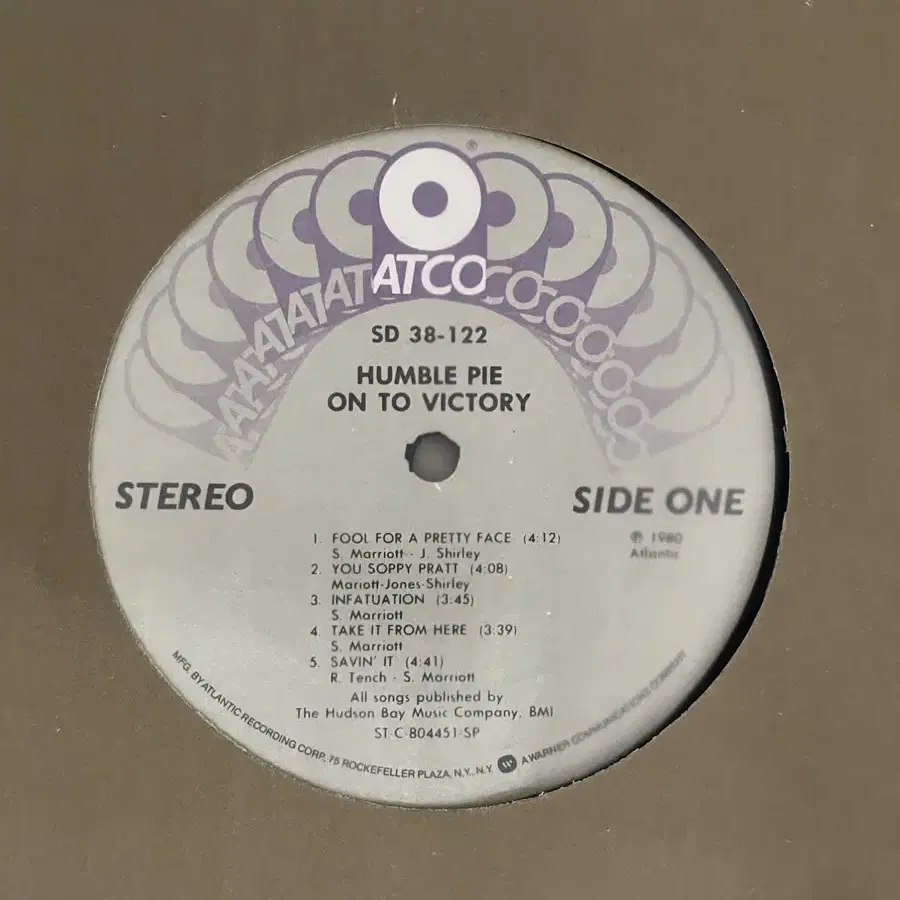 ®
ATATATATATATCOCOCOCOCOCO
SD 38-122
HUMBLE PIE
ON TO VICTORY
STEREO
SIDE ONE
1. FOOL FOR A PRETTY FACE (4:12)
S. Marriott - J. Shirley
2. YOU SOPPY PRATT (4:08)
Mariott-Jones-Shirley
3. INFATUATION (3:45)
S. Marriott
4. TAKE IT FROM HERE (3:39)
S. Marriott
5. SAVIN' IT (4:41)
R. Tench - S. Marriott
℗ 1980
Atlantic
All songs published by
The Hudson Bay Music Company, BMI
ST-C-804451-SP
MFG. BY ATLANTIC RECORDING CORP., 75 ROCKEFELLER PLAZA, N.Y., N.Y. W A WARNER COMMUNICATIONS COMPANY